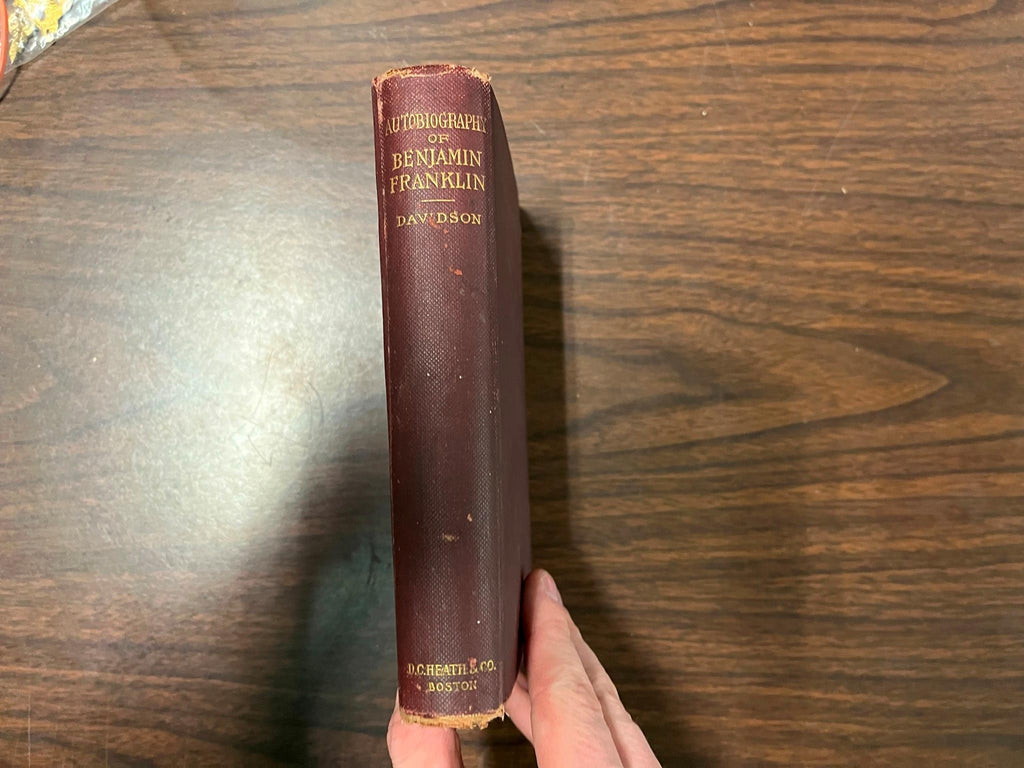 AUTOBIOGRAPHY
OF
BENJAMIN
FRANKLIN
DAVIDSON
D.C. HEATH & CO.
BOSTON